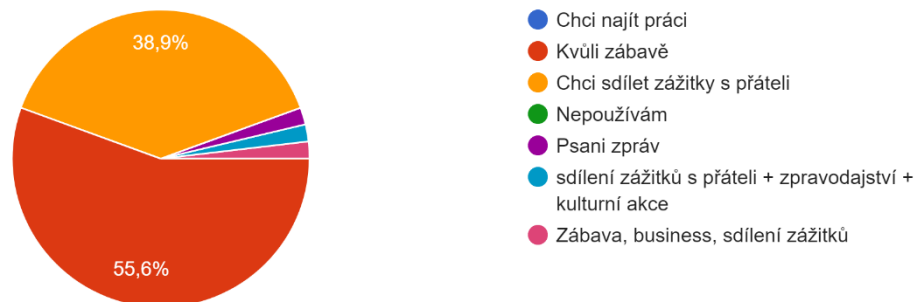 38,9%
55,6%
Chci najít práci
Kvůli zábavě
Chci sdílet zážitky s přáteli
Nepoužívám
Psani zpráv
sdílení zážitků s přáteli + zpravodajství +
kulturní akce
Zábava, business, sdílení zážitků